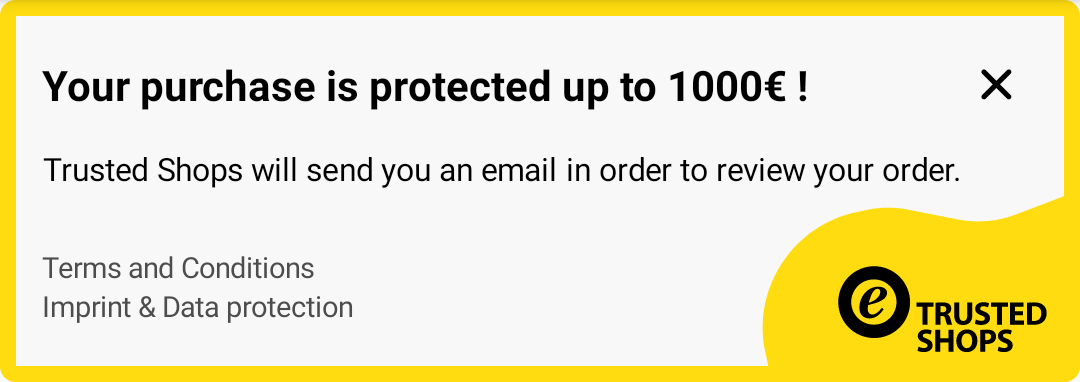 Your purchase is protected up to 1000€ !
Trusted Shops will send you an email in order to review your order.
Terms and Conditions
Imprint & Data protection
e
TRUSTED
SHOPS